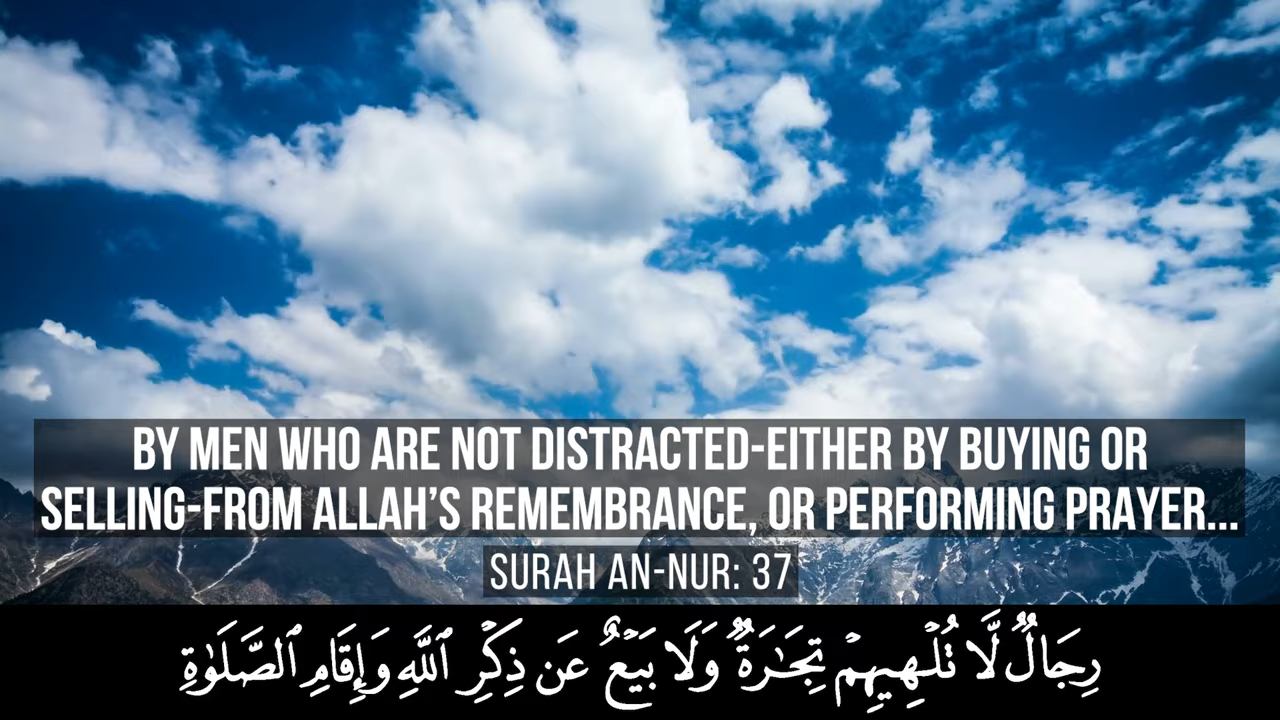 BY MEN WHO ARE NOT DISTRACTED-EITHER BY BUYING OR
SELLING-FROM ALLAH’S REMEMBRANCE, OR PERFORMING PRAYER...
SURAH AN-NUR: 37
رِجَالٌ لَّا تُلْهِيهِمْ تِجَـٰرَةٌ وَلَا بَيْعٌ عَن ذِكْرِ ٱللَّهِ وَإِقَامِ ٱلصَّلَوٰةِ